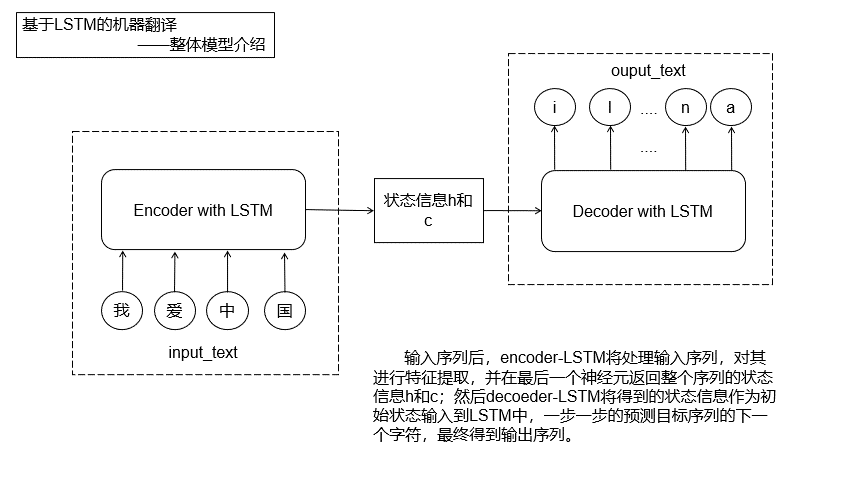 基于LSTM的机器翻译
——整体模型介绍
ouput_text
i l .... n a
....
Encoder with LSTM
状态信息h和
c
Decoder with LSTM
我 爱 中 国
input_text
输入序列后，encoder-LSTM将处理输入序列，对其
进行特征提取，并在最后一个神经元返回整个序列的状态
信息h和c；然后decoeder-LSTM将得到的状态信息作为初
始状态输入到LSTM中，一步一步的预测目标序列的下一
个字符，最终得到输出序列。